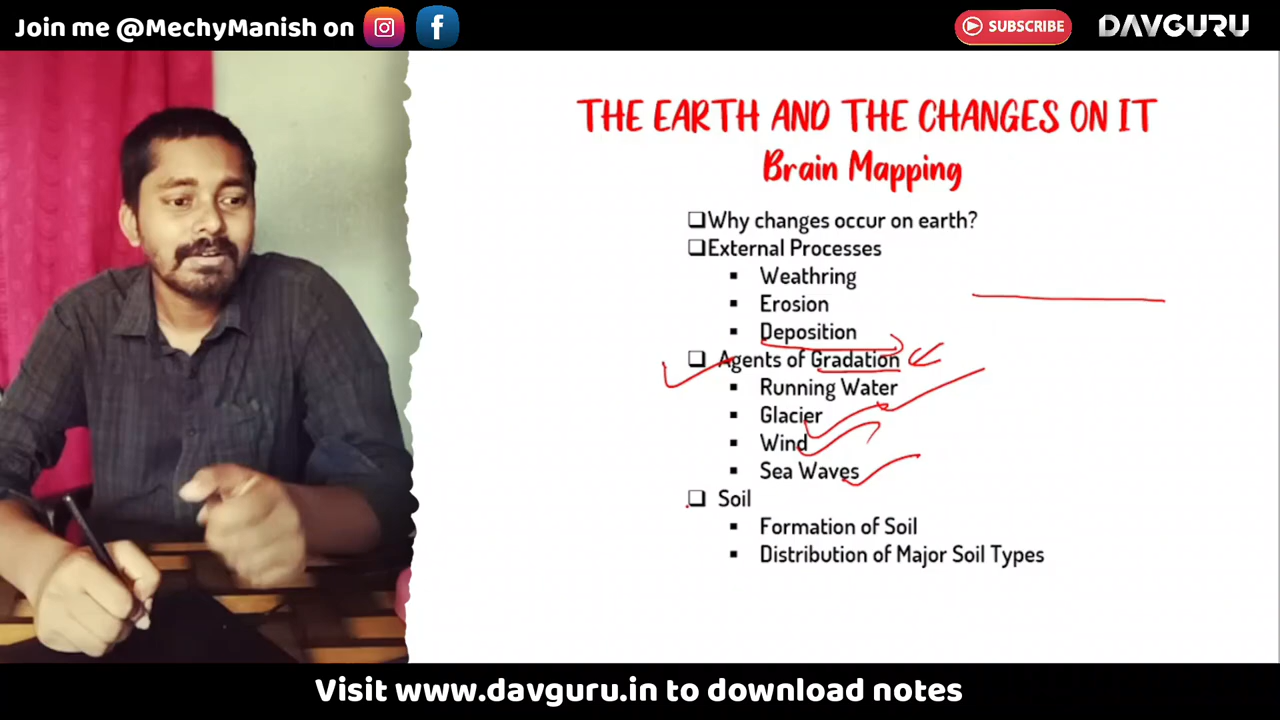 Join me @MechyManish on
SUBSCRIBE
DAVGURU
THE EARTH AND THE CHANGES ON IT
Brain Mapping
Why changes occur on earth?
External Processes
Weathring
Erosion
Deposition
Agents of Gradation
Running Water
Glacier
Wind
Sea Waves
Soil
Formation of Soil
Distribution of Major Soil Types
Visit www.davguru.in to download notes